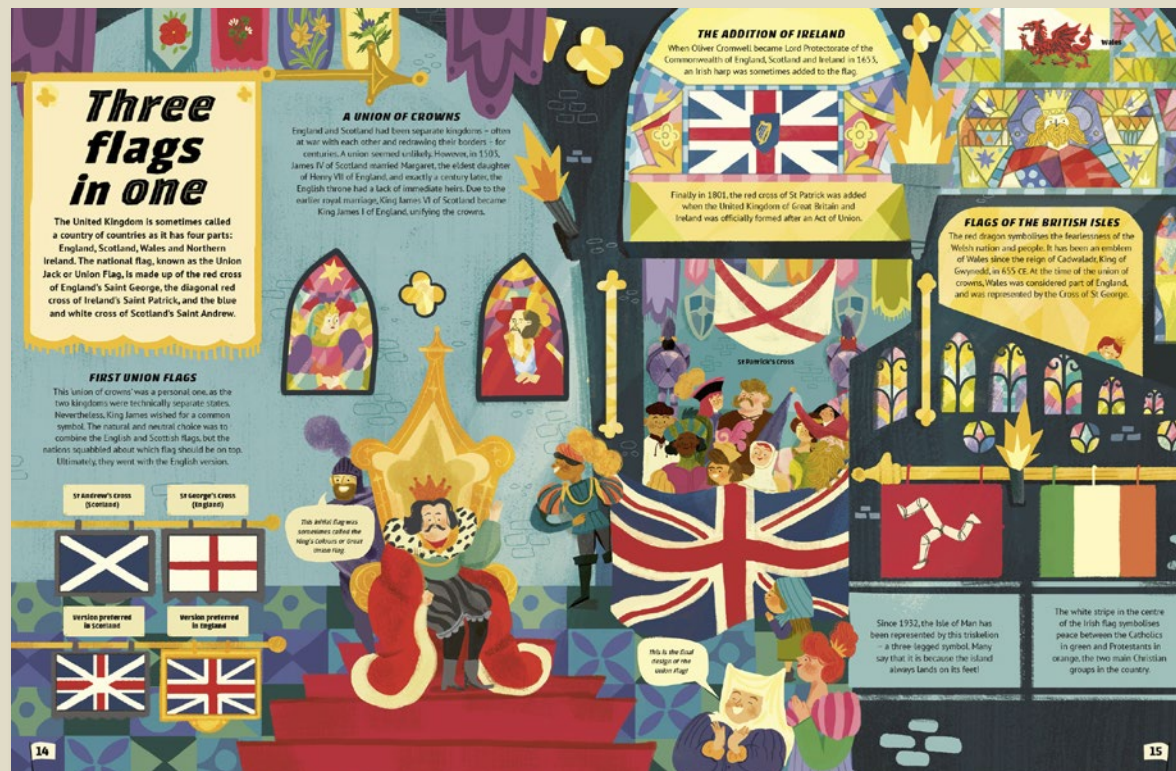 Three
flags
in one
The United Kingdom is sometimes called
a country of countries as it has four parts:
England, Scotland, Wales and Northern
Ireland. The national flag, known as the Union
Jack or Union Flag, is made up of the red cross
of England's Saint George, the diagonal red
cross of Ireland's Saint Patrick, and the blue
and white cross of Scotland's Saint Andrew.
FIRST UNION FLAGS
This 'union of crowns' was a personal one, as the
two kingdoms were technically separate states.
Nevertheless, King James wished for a common
symbol. The natural and neutral choice was to
combine the English and Scottish flags, but the
nations squabbled about which flag should be on top.
Ultimately, they went with the English version.
St Andrew's Cross
(Scotland)
St George's Cross
(England)
Version preferred
in Scotland
Version preferred
in England
14
A UNION OF CROWNS
England and Scotland had been separate kingdoms – often
at war with each other and redrawing their borders – for
centuries. A union seemed unlikely. However, in 1503,
James IV of Scotland married Margaret, the eldest daughter
of Henry VII of England, and exactly a century later, the
English throne had a lack of immediate heirs. Due to the
earlier royal marriage, King James VI of Scotland became
King James I of England, unifying the crowns.
This initial flag was
sometimes called the
King's Colours or Great
Union Flag.
THE ADDITION OF IRELAND
When Oliver Cromwell became Lord Protectorate of the
Commonwealth of England, Scotland and Ireland in 1653,
an Irish harp was sometimes added to the flag.
Finally in 1801, the red cross of St Patrick was added
when the United Kingdom of Great Britain and
Ireland was officially formed after an Act of Union.
St Patrick's Cross
This is the final
design of the
Union Flag!
Wales
FLAGS OF THE BRITISH ISLES
The red dragon symbolises the fearlessness of the
Welsh nation and people. It has been an emblem
of Wales since the reign of Cadwaladr, King of
Gwynedd, in 655 CE. At the time of the union of
crowns, Wales was considered part of England,
and was represented by the Cross of St George.
Since 1932, the Isle of Man has
been represented by this triskelion
– a three-legged symbol. Many
say that it is because the island
always lands on its feet!
The white stripe in the centre
of the Irish flag symbolises
peace between the Catholics
in green and Protestants in
orange, the two main Christian
groups in the country.
15